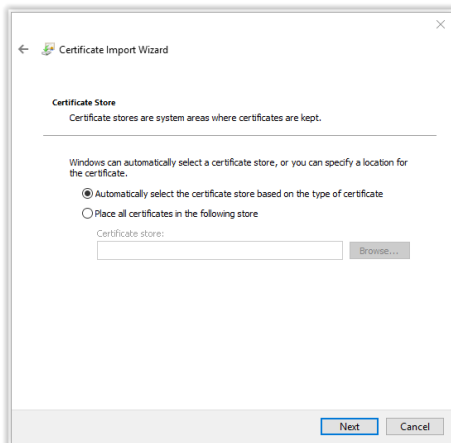 Certificate Import Wizard
Certificate Store
Certificate stores are system areas where certificates are kept.
Windows can automatically select a certificate store, or you can specify a location for
the certificate.
Automatically select the certificate store based on the type of certificate
Place all certificates in the following store
Certificate store:
Browse...
Next
Cancel